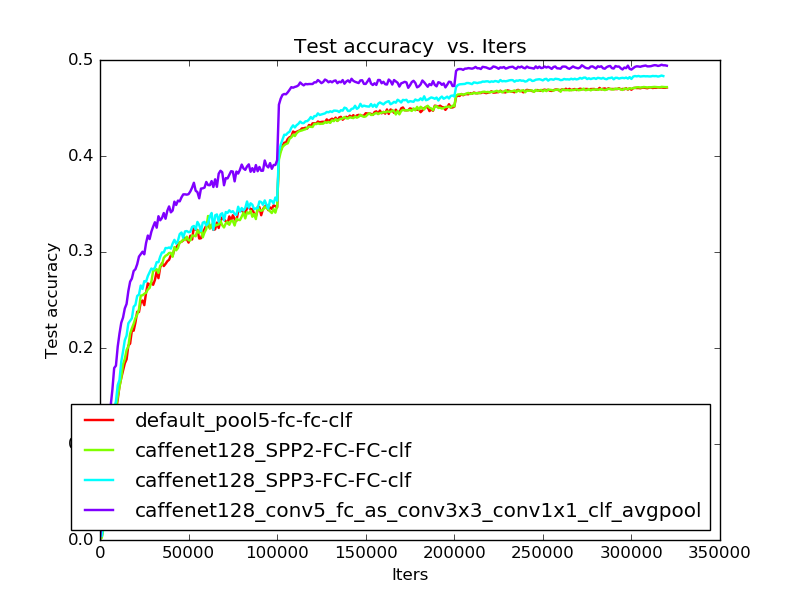 Test accuracy  vs. Iters
0.5
0.4
0.3
0.2
0.0
Test accuracy
default_pool5-fc-fc-clf
caffenet128_SPP2-FC-FC-clf
caffenet128_SPP3-FC-FC-clf
caffenet128_conv5_fc_as_conv3x3_conv1x1_clf_avgpool
0 50000 100000 150000 200000 250000 300000 350000
Iters